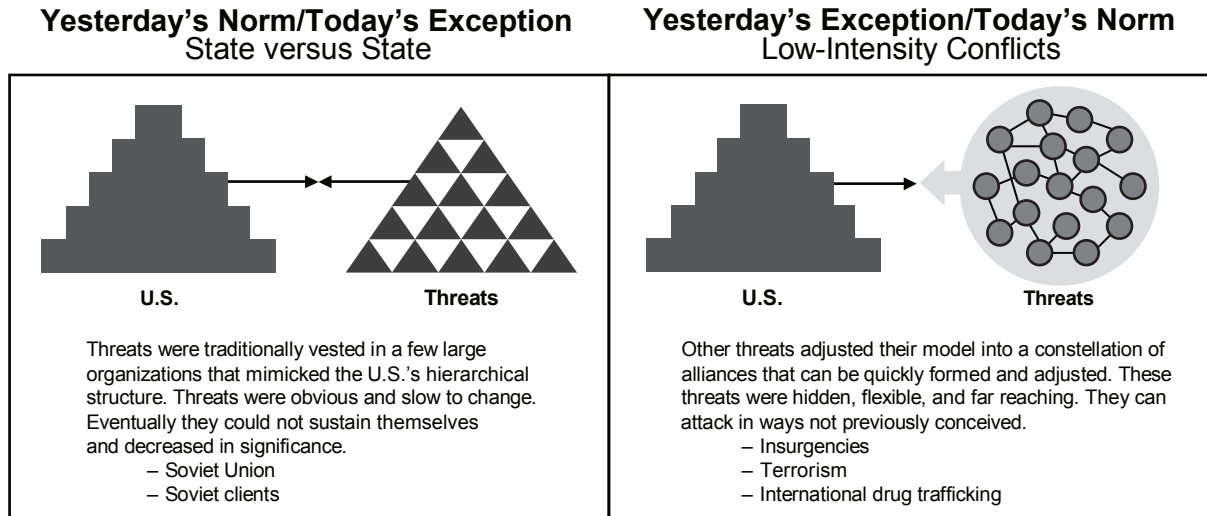 Yesterday’s Norm/Today’s Exception
State versus State
U.S.
Threats
Threats were traditionally vested in a few large
organizations that mimicked the U.S.’s hierarchical
structure. Threats were obvious and slow to change.
Eventually they could not sustain themselves
and decreased in significance.
– Soviet Union
– Soviet clients
Yesterday’s Exception/Today’s Norm
Low-Intensity Conflicts
U.S.
Threats
Other threats adjusted their model into a constellation of
alliances that can be quickly formed and adjusted. These
threats were hidden, flexible, and far reaching. They can
attack in ways not previously conceived.
– Insurgencies
– Terrorism
– International drug trafficking